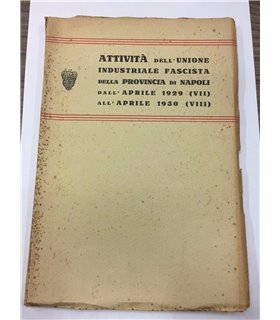 ATTIVITÀ DELL'UNIONE
INDUSTRIALE FASCISTA
DELLA PROVINCIA DI NAPOLI
DALL'APRILE 1929 (VII)
ALL'APRILE 1930 (VIII)